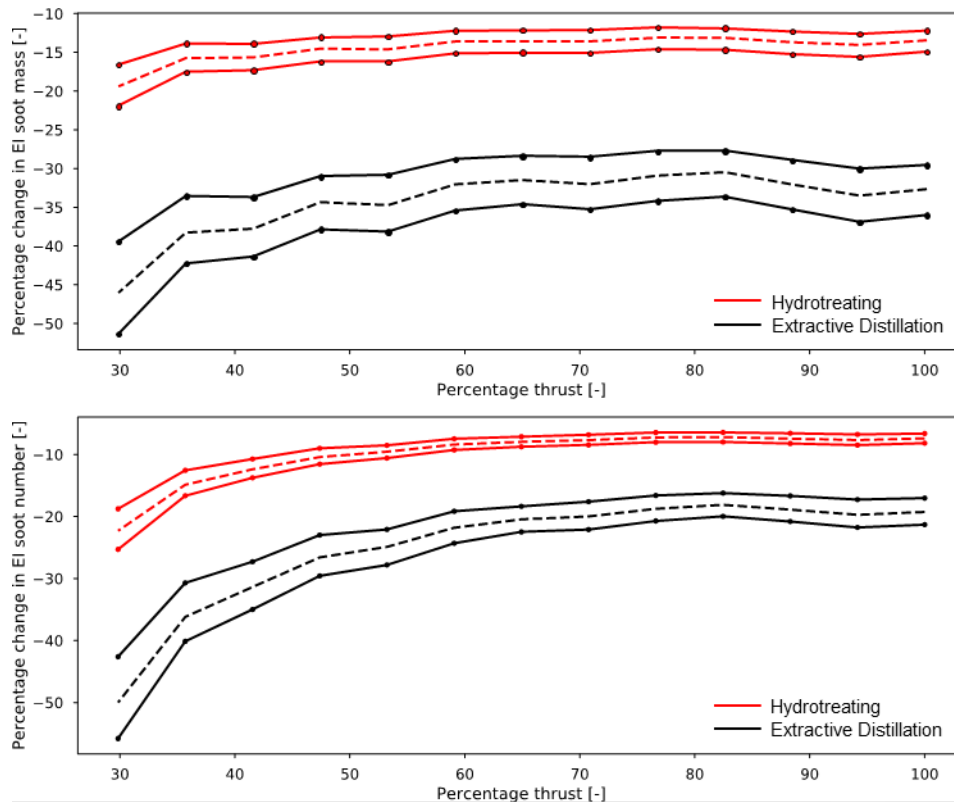 Percentage change in EI soot mass [-]
−10
−15
−20
−25
−30
−35
−40
−45
−50
Hydrotreating
Extractive Distillation
30 40 50 60 70 80 90 100
Percentage thrust [-]
Percentage change in EI soot number [-]
−10
−20
−30
−40
−50
Hydrotreating
Extractive Distillation
30 40 50 60 70 80 90 100
Percentage thrust [-]